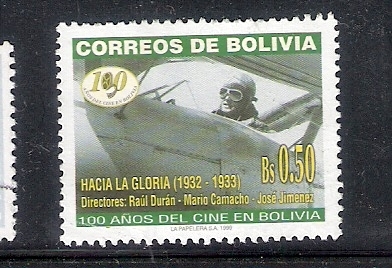 CORREOS DE BOLIVIA
100
Bs 0.50
HACIA LA GLORIA (1932 - 1933)
Directores: Raúl Durán - Mario Camacho - José Jimenez
100 AÑOS DEL CINE EN BOLIVIA
LA PAPELERA S.A. 1998